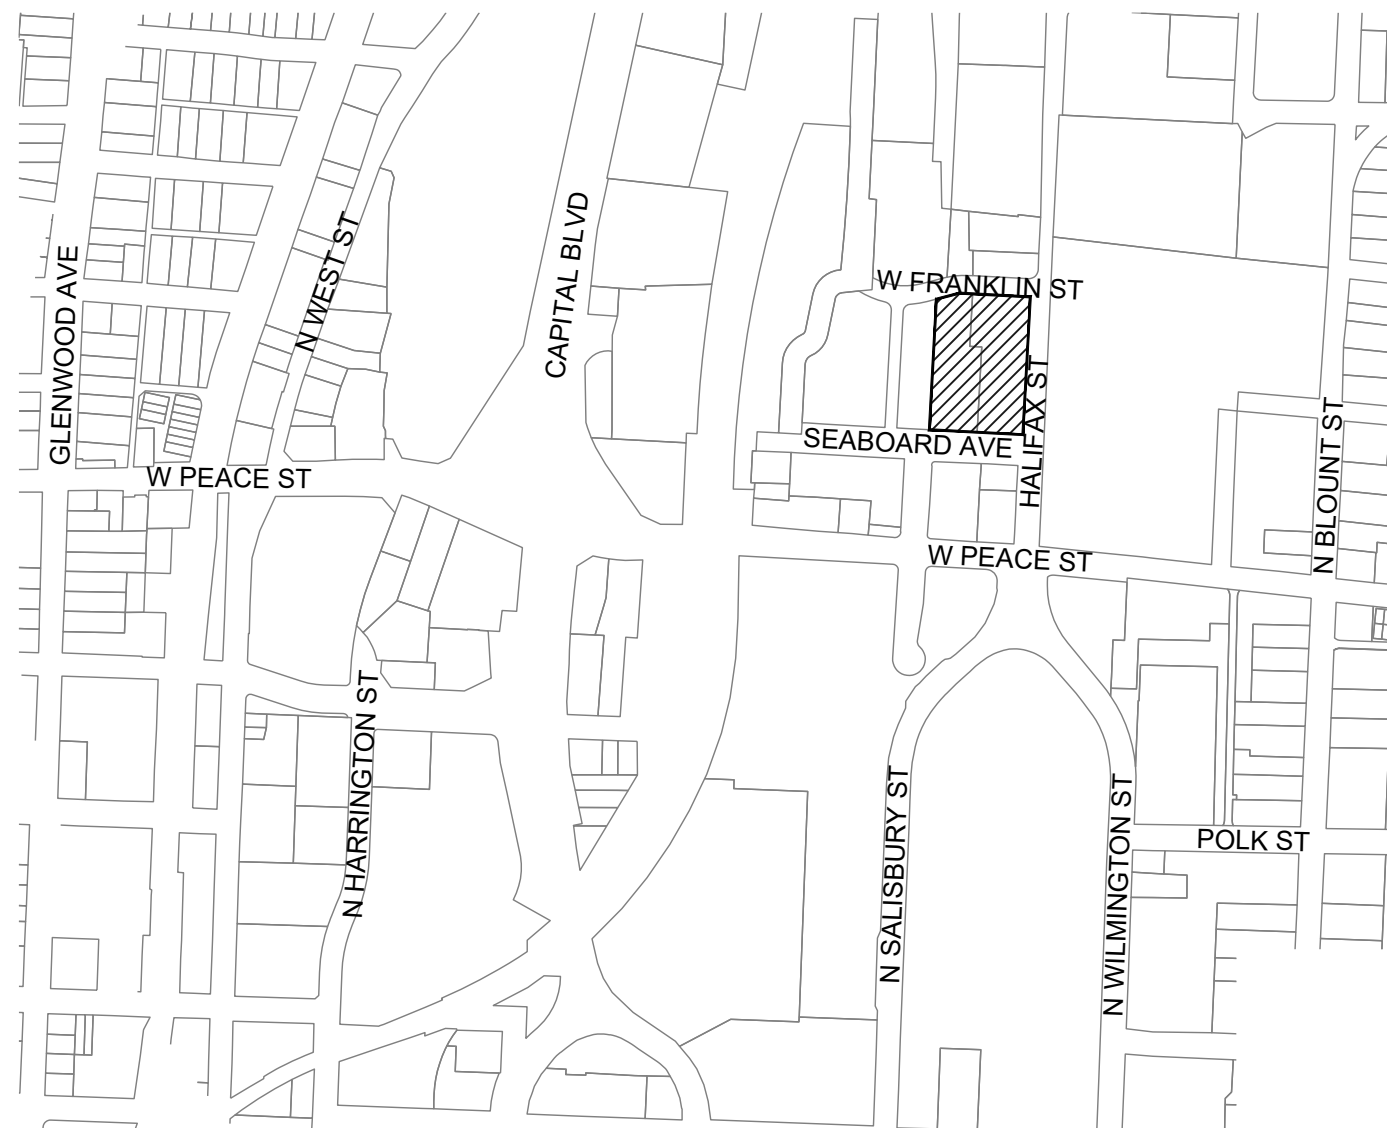 GLENWOOD AVE
N WEST ST
CAPITAL BLVD
W FRANKLIN ST
HALIFAX ST
SEABOARD AVE
W PEACE ST
N BLOUNT ST
W PEACE ST
N HARRINGTON ST
N SALISBURY ST
N WILMINGTON ST
POLK ST